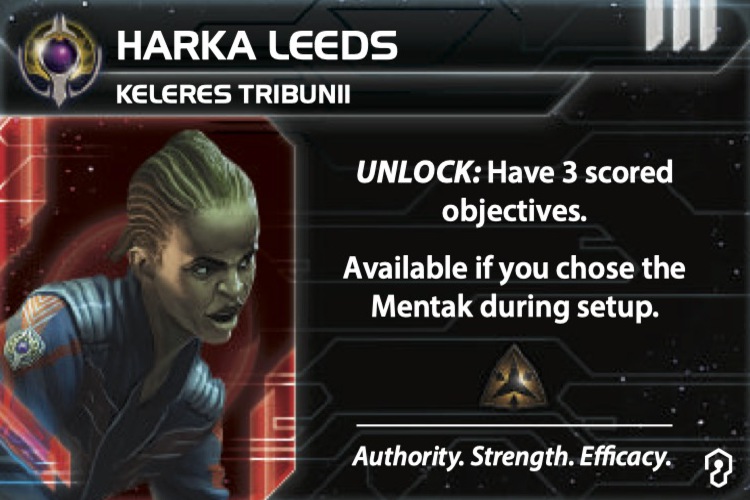 HARKA LEEDS
KELERES TRIBUNII
UNLOCK: Have 3 scored
objectives.
Available if you chose the
Mentak during setup.
Authority. Strength. Efficacy.